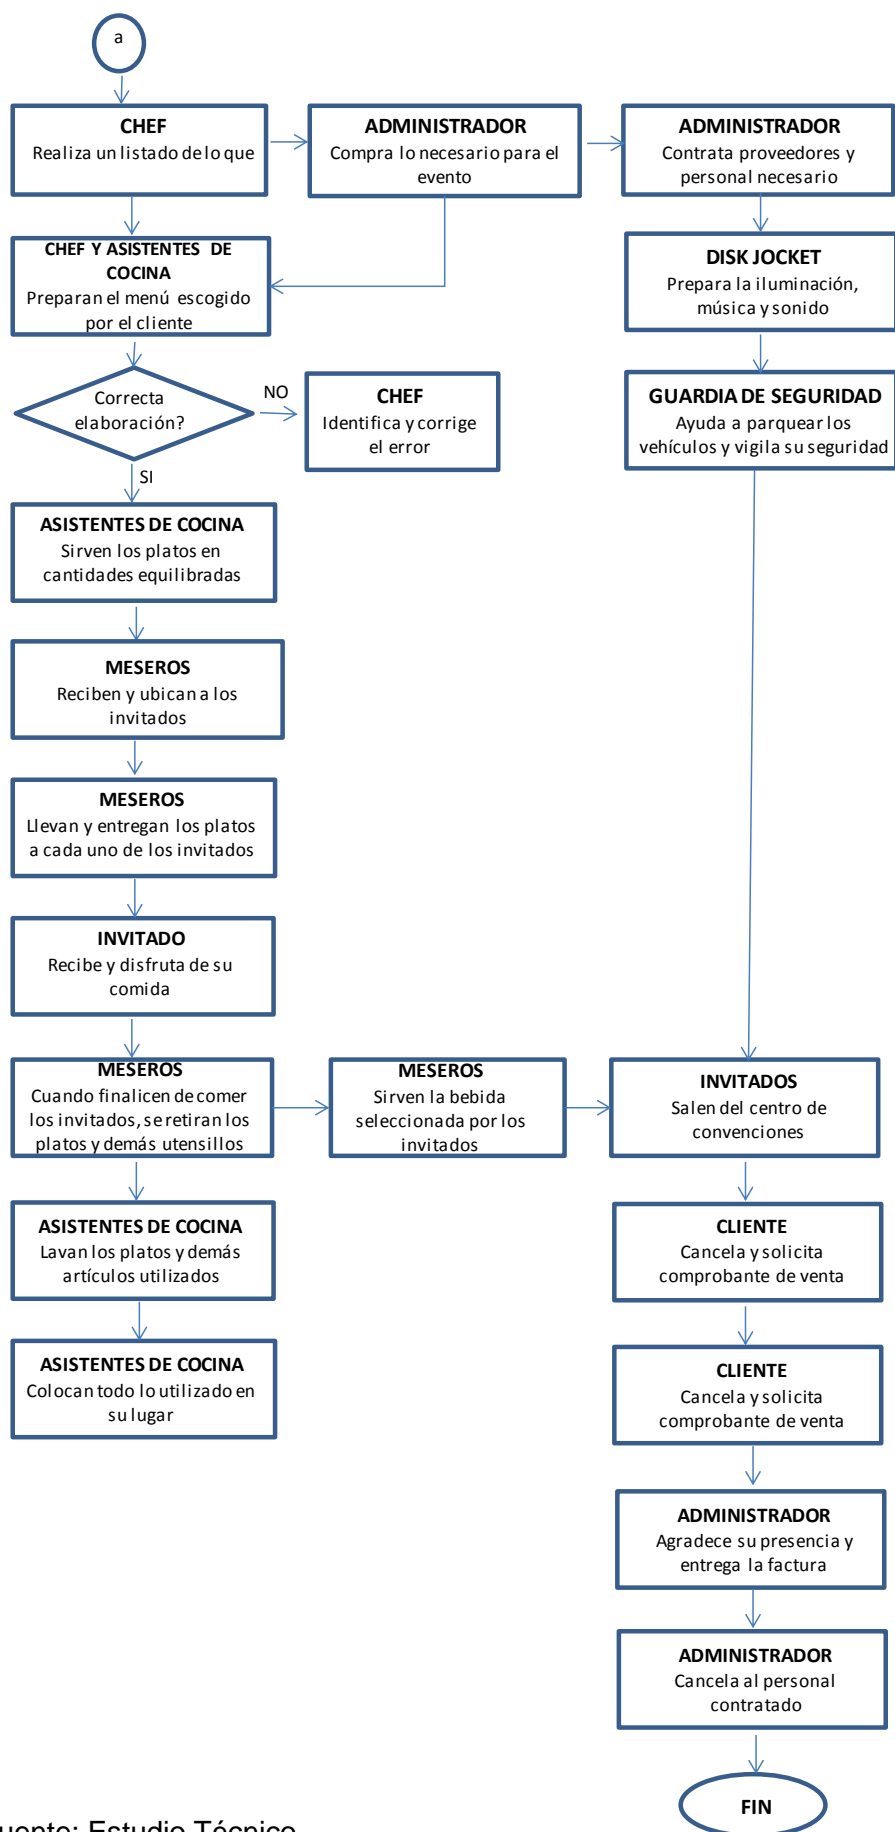 a
CHEF
Realiza un listado de lo que
ADMINISTRADOR
Compra lo necesario para el
evento
ADMINISTRADOR
Contrata proveedores y
personal necesario
CHEF Y ASISTENTES DE
COCINA
Preparan el menú escogido
por el cliente
DISK JOCKET
Prepara la iluminación,
música y sonido
Correcta
elaboración?
NO
CHEF
Identifica y corrige
el error
GUARDIA DE SEGURIDAD
Ayuda a parquear los
vehículos y vigila su seguridad
SI
ASISTENTES DE COCINA
Sirven los platos en
cantidades equilibradas
MESEROS
Reciben y ubican a los
invitados
MESEROS
Llevan y entregan los platos
a cada uno de los invitados
INVITADO
Recibe y disfruta de su
comida
MESEROS
Cuando finalicen de comer
los invitados, se retiran los
platos y demás utensillos
MESEROS
Sirven la bebida
seleccionada por los
invitados
INVITADOS
Salen del centro de
convenciones
ASISTENTES DE COCINA
Lavan los platos y demás
artículos utilizados
CLIENTE
Cancela y solicita
comprobante de venta
ASISTENTES DE COCINA
Colocan todo lo utilizado en
su lugar
CLIENTE
Cancela y solicita
comprobante de venta
ADMINISTRADOR
Agradece su presencia y
entrega la factura
ADMINISTRADOR
Cancela al personal
contratado
FIN
uente: Estudio Técnico